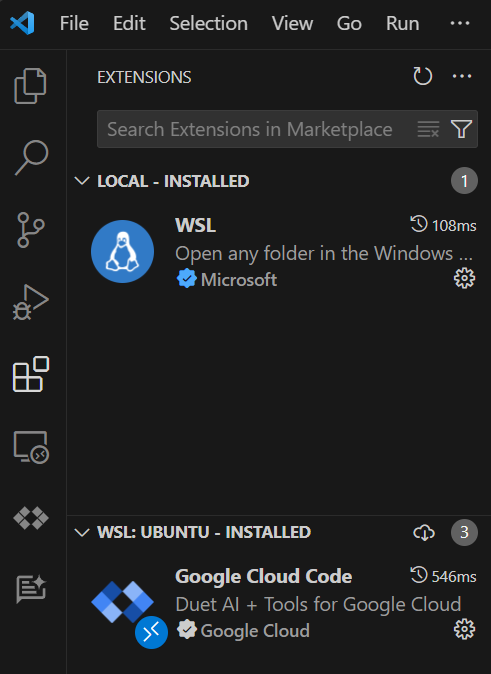 File Edit Selection View Go Run ...
EXTENSIONS
Search Extensions in Marketplace
LOCAL - INSTALLED 1
WSL 108ms
Open any folder in the Windows ...
Microsoft
WSL: UBUNTU - INSTALLED 3
Google Cloud Code 546ms
Duet AI + Tools for Google Cloud
Google Cloud